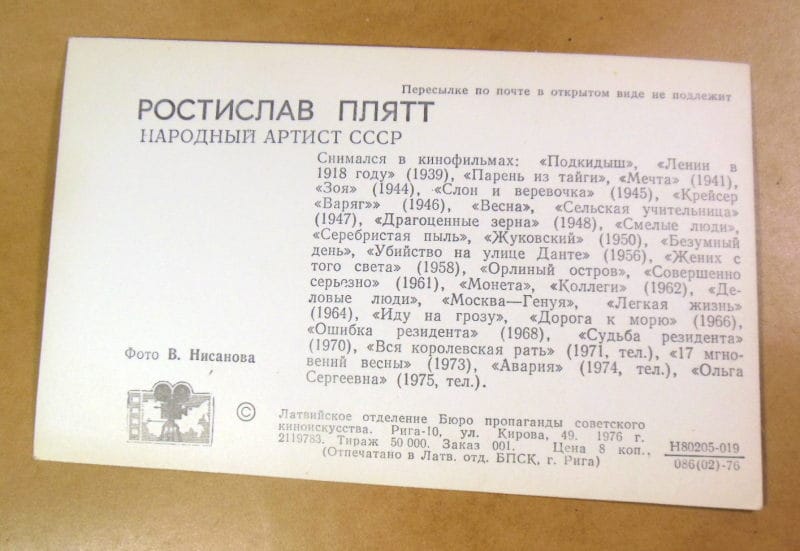 Пересылке по почте в открытом виде не подлежит
РОСТИСЛАВ ПЛЯТТ
НАРОДНЫЙ АРТИСТ СССР
Снимался в кинофильмах: «Подкидыш», «Ленин в
1918 году» (1939), «Парень из тайги», «Мечта» (1941),
«Зоя» (1944), «Слон и веревочка» (1945), «Крейсер
«Варяг»» (1946), «Весна», «Сельская учительница»
(1947), «Драгоценные зерна» (1948), «Смелые люди»,
«Серебристая пыль», «Жуковский» (1950), «Безумный
день», «Убийство на улице Данте» (1956), «Жених с
того света» (1958), «Орлиный остров», «Совершенно
серьезно» (1961), «Монета», «Коллеги» (1962), «Де-
ловые люди», «Москва—Генуя», «Легкая жизнь»
(1964), «Иду на грозу», «Дорога к морю» (1966),
«Ошибка резидента» (1968), «Судьба резидента»
(1970), «Вся королевская рать» (1971, тел.), «17 мгно-
вений весны» (1973), «Авария» (1974, тел.), «Ольга
Сергеевна» (1975, тел.).
Фото В. Нисанова
© Латвийское отделение Бюро пропаганды советского
киноискусства. Рига-10, ул. Кирова, 49. 1976 г.
2119783. Тираж 50 000. Заказ 001. Цена 8 коп.,
(Отпечатано в Латв. отд. БПСК, г. Рига)
Н80205-019
086(02)-76